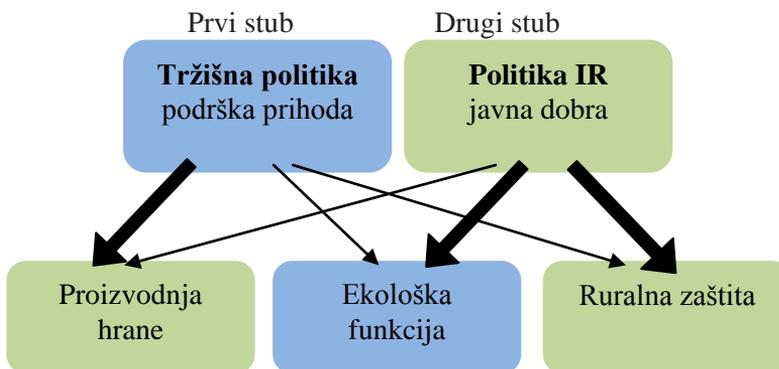 Prvi stub
Drugi stub
Tržišna politika
podrška prihoda
Politika IR
javna dobra
Proizvodnja
hrane
Ekološka
funkcija
Ruralna zaštita